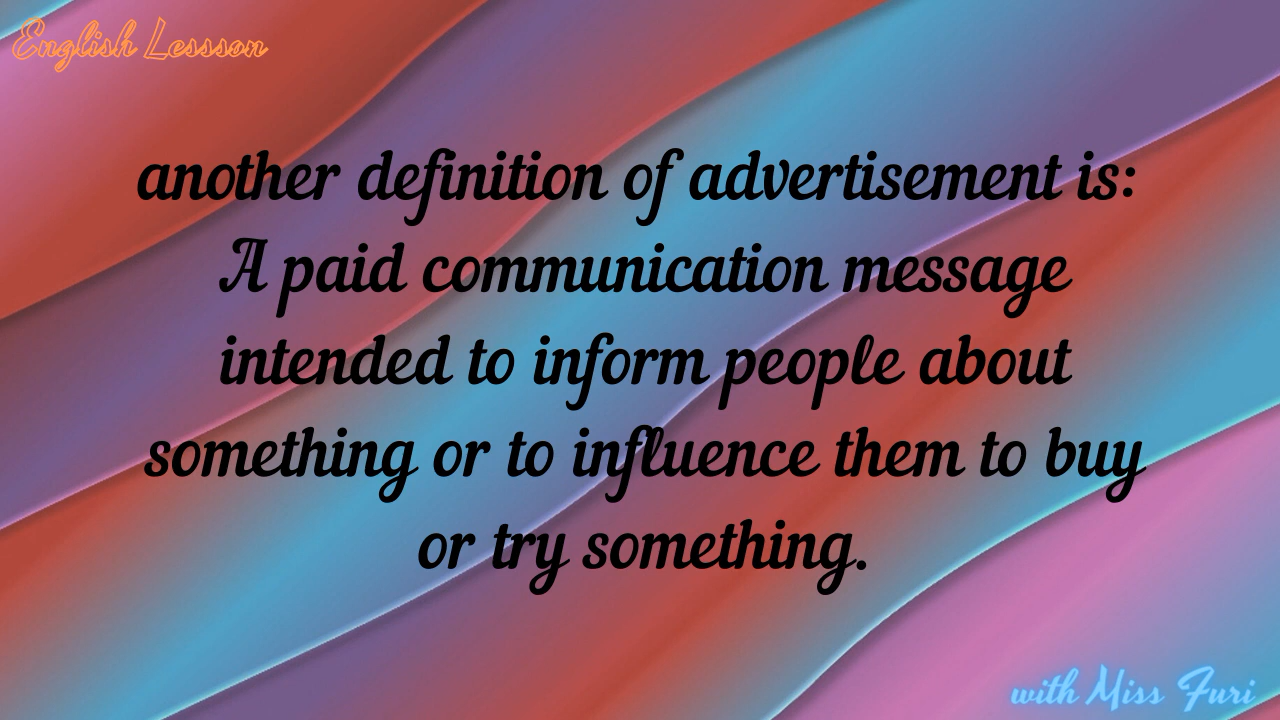 English Lessson
another definition of advertisement is:
A paid communication message
intended to inform people about
something or to influence them to buy
or try something.
with Miss Furi